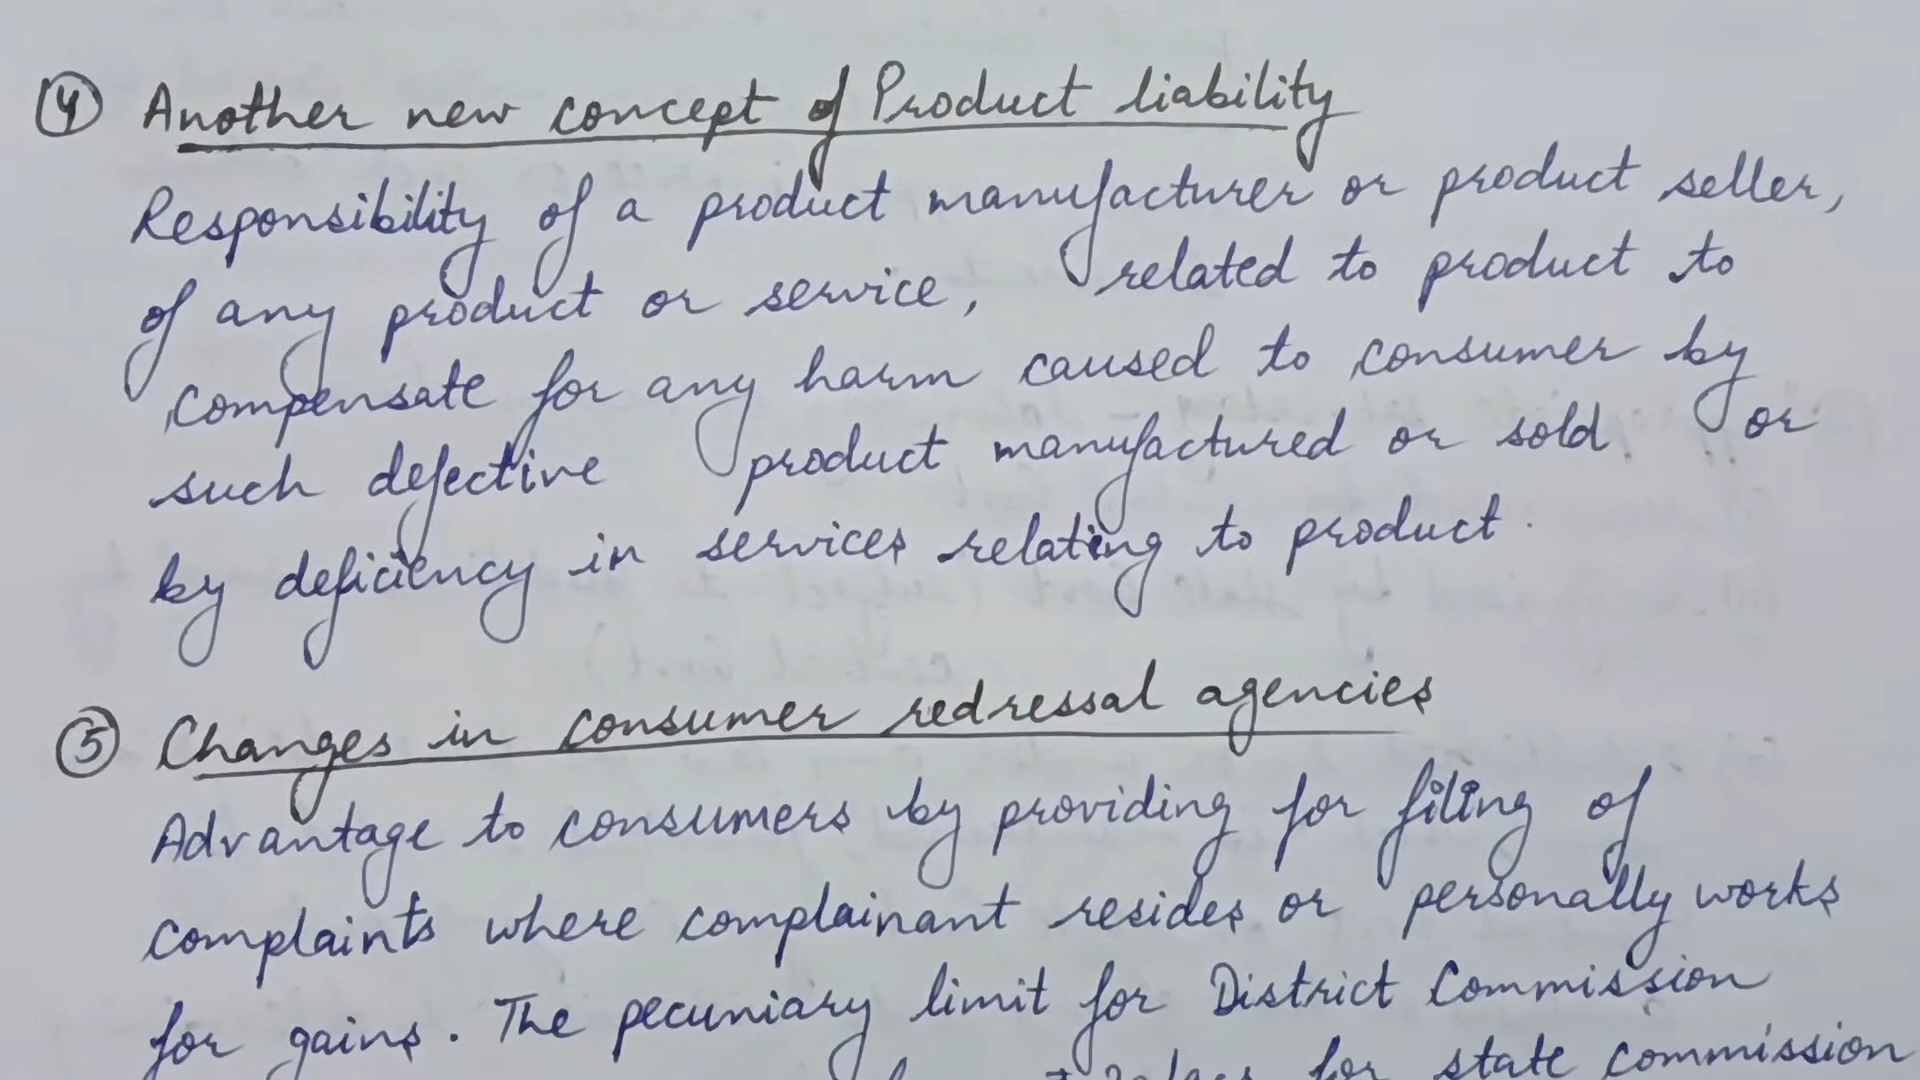 ④ Another new concept of Product liability
Responsibility of a product manufacturer or product seller,
of any product or service, related to product to
compensate for any harm caused to consumer by
such defective product manufactured or sold or
by deficiency in services relating to product.
⑤ Changes in consumer redressal agencies
Advantage to consumers by providing for filing of
complaints where complainant resides or personally works
for gains. The pecuniary limit for District Commission
for state commission